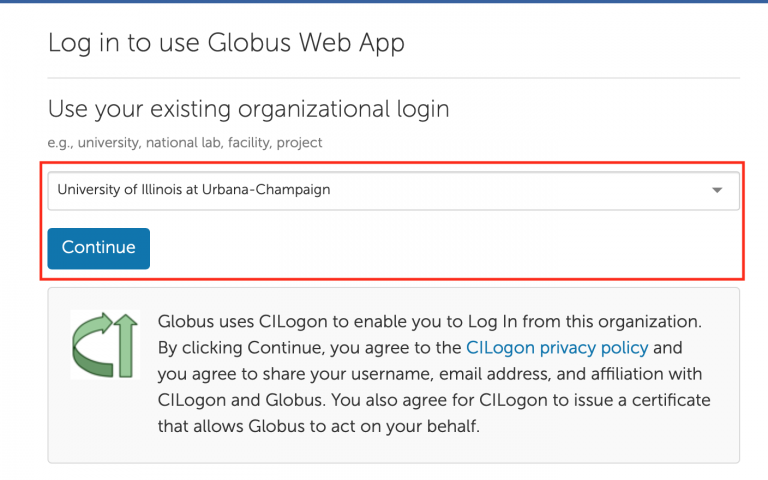 Log in to use Globus Web App
Use your existing organizational login
e.g., university, national lab, facility, project
University of Illinois at Urbana-Champaign
Continue
Globus uses CILogon to enable you to Log In from this organization.
By clicking Continue, you agree to the CILogon privacy policy and
you agree to share your username, email address, and affiliation with
CILogon and Globus. You also agree for CILogon to issue a certificate
that allows Globus to act on your behalf.